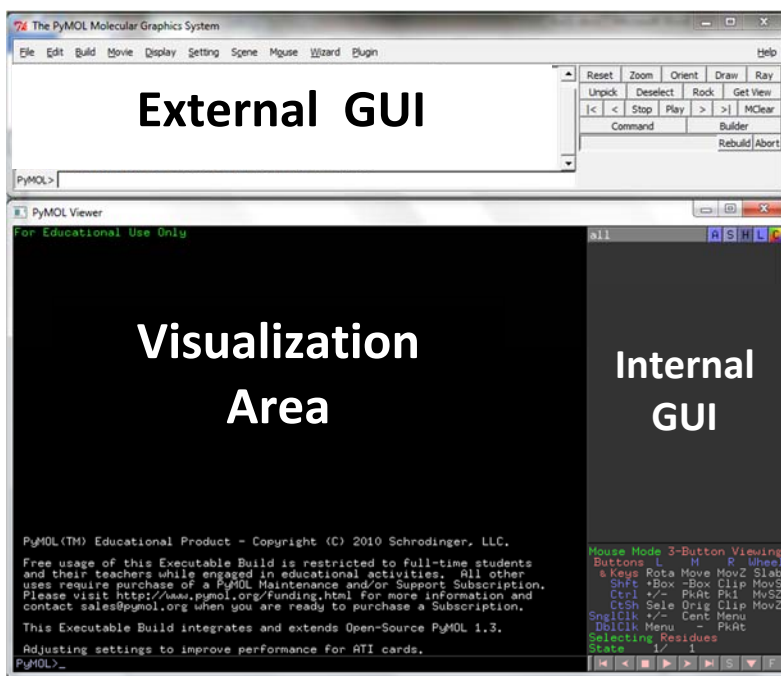 The PyMOL Molecular Graphics System
File Edit Build Movie Display Setting Scene Mouse Wizard Plugin Help
External GUI
Reset Zoom Orient Draw Ray
Unpick Deselect Rock Get View
|< < Stop Play > >| MClear
Command Builder
Rebuild Abort
PyMOL>
PyMOL Viewer
For Educational Use Only
all A S H L C
Visualization
Area
Internal
GUI
PyMOL(TM) Educational Product - Copyright (C) 2010 Schrodinger, LLC.
Free usage of this Executable Build is restricted to full-time students
and their teachers while engaged in educational activities. All other
uses require purchase of a PyMOL Maintenance and/or Support Subscription.
Please visit http://www.pymol.org/funding.html for more information and
contact sales@pymol.org when you are ready to purchase a Subscription.
This Executable Build integrates and extends Open-Source PyMOL 1.3.
Adjusting settings to improve performance for ATI cards.
PyMOL>_
Mouse Mode 3-Button Viewing
Buttons L M R Wheel
& Keys Rota Move MovZ Slab
Shft +Box -Box Clip MovS
Ctrl +/- PkAt Pk1 MvSZ
CtSh Sele Orig Clip MovZ
SnglClk +/- Cent Menu
DblClk Menu - PkAt
Selecting Residues
State 1/ 1
S F